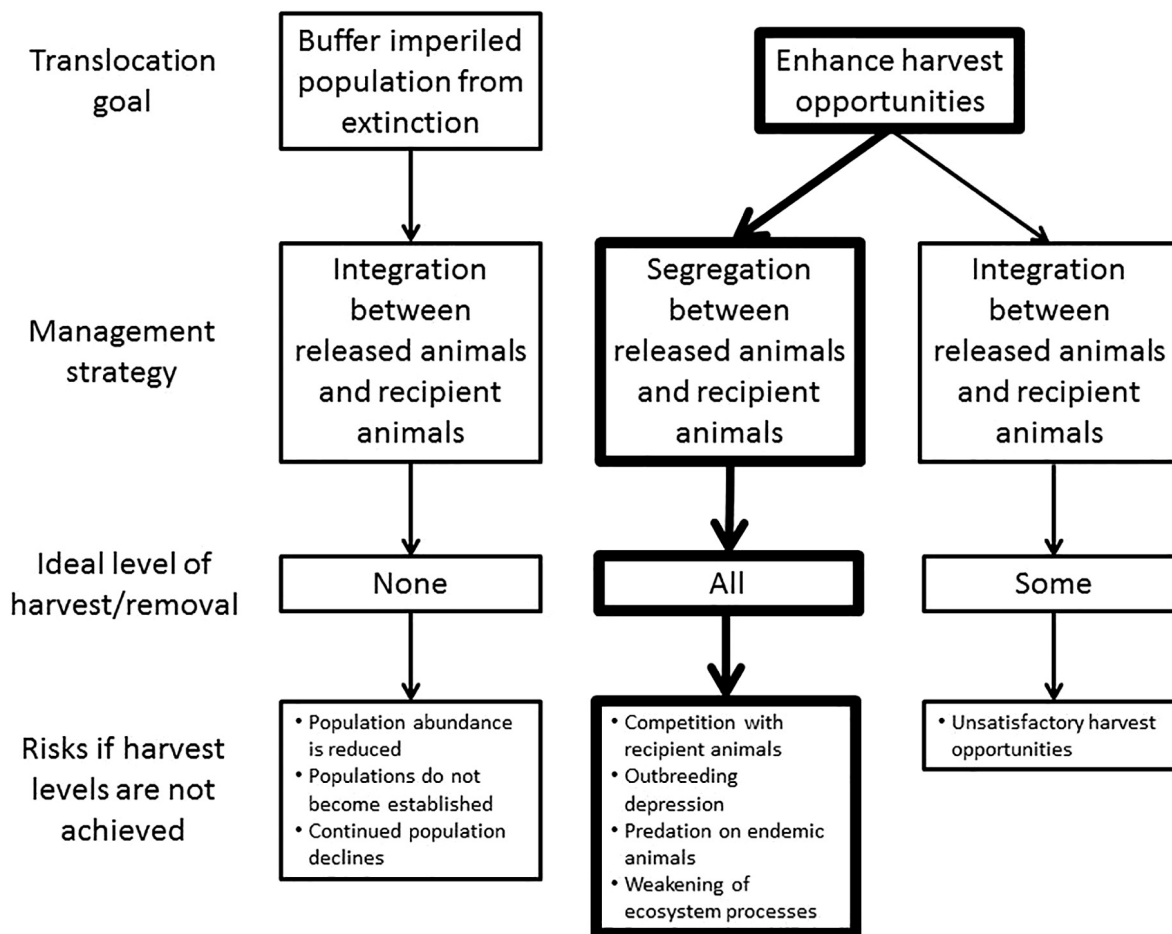 Translocation
goal
Buffer imperiled
population from
extinction
Enhance harvest
opportunities
Management
strategy
Integration
between
released animals
and recipient
animals
Segregation
between
released animals
and recipient
animals
Integration
between
released animals
and recipient
animals
Ideal level of
harvest/removal
None
All
Some
Risks if harvest
levels are not
achieved
• Population abundance
is reduced
• Populations do not
become established
• Continued population
declines
• Competition with
recipient animals
• Outbreeding
depression
• Predation on endemic
animals
• Weakening of
ecosystem processes
• Unsatisfactory harvest
opportunities